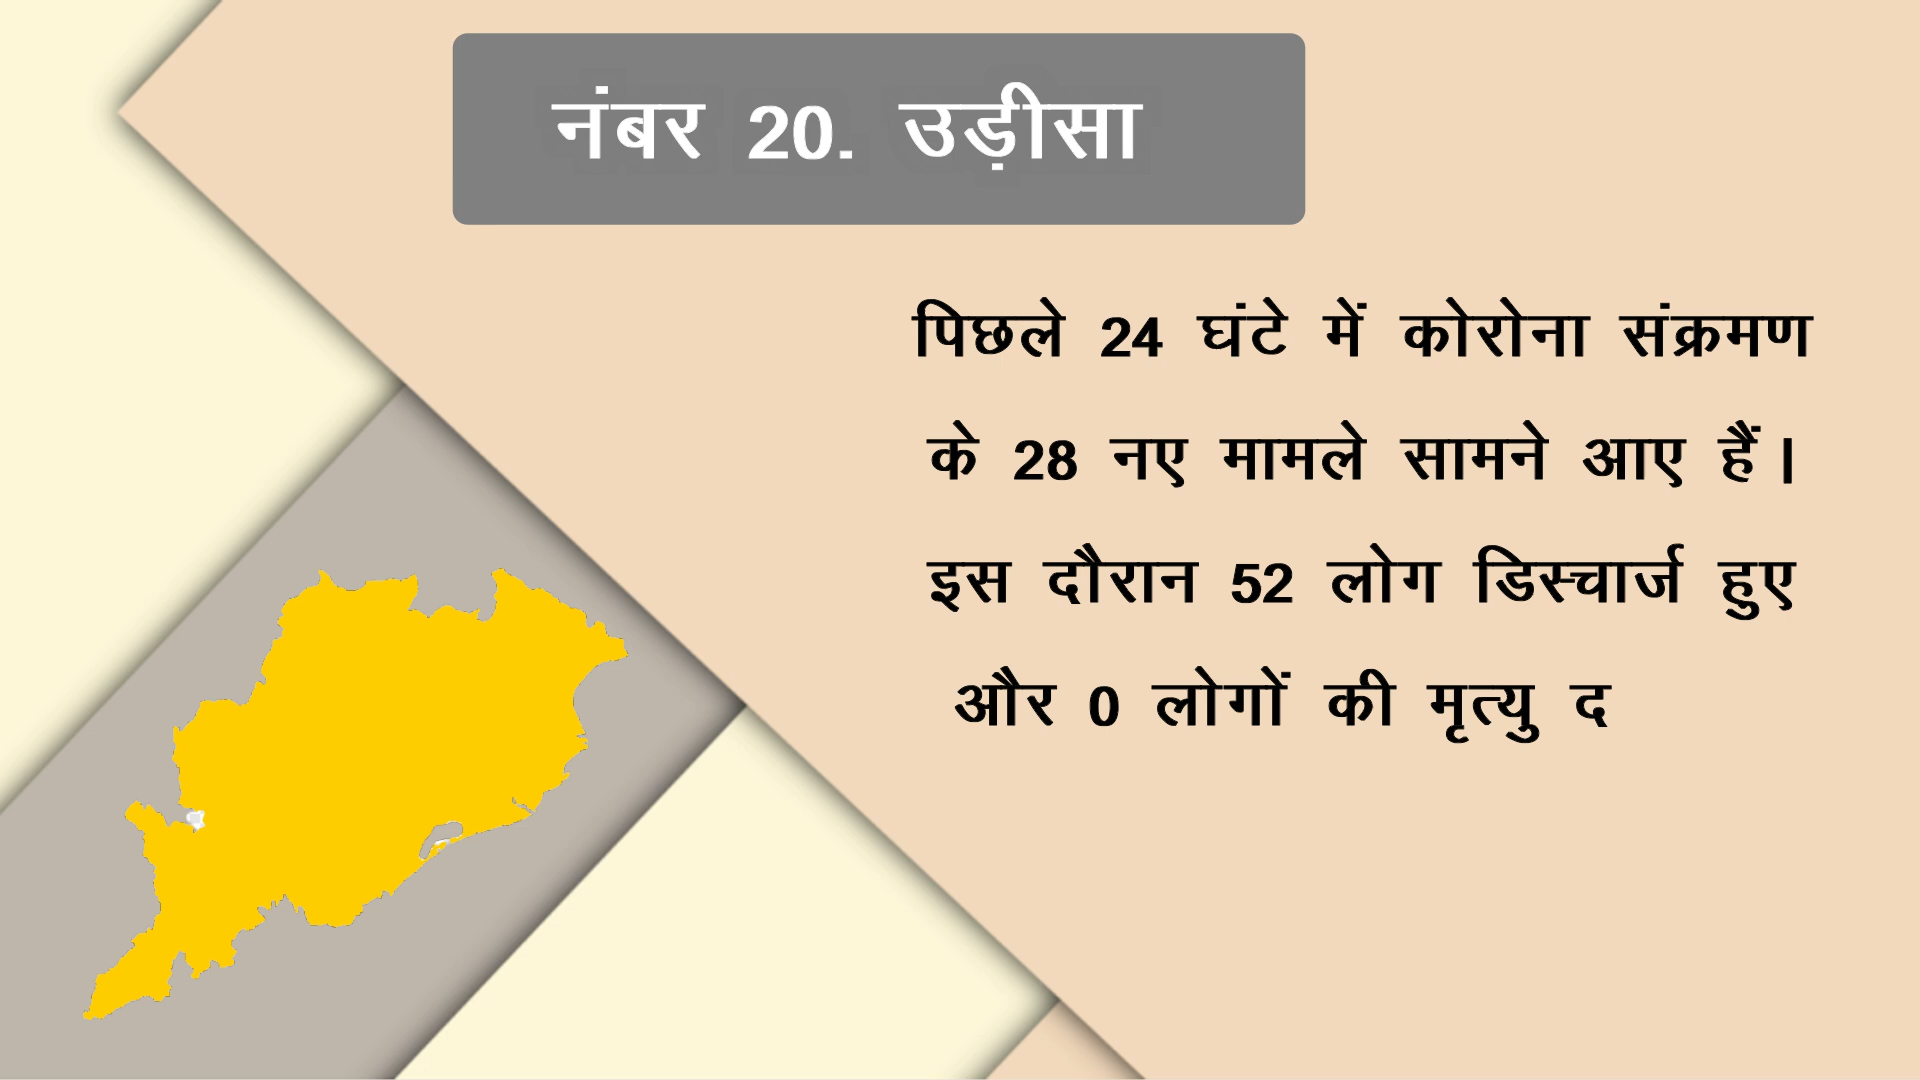 नंबर 20. उड़ीसा
पिछले 24 घंटे में कोरोना संक्रमण
के 28 नए मामले सामने आए हैं।
इस दौरान 52 लोग डिस्चार्ज हुए
और 0 लोगों की मृत्यु द